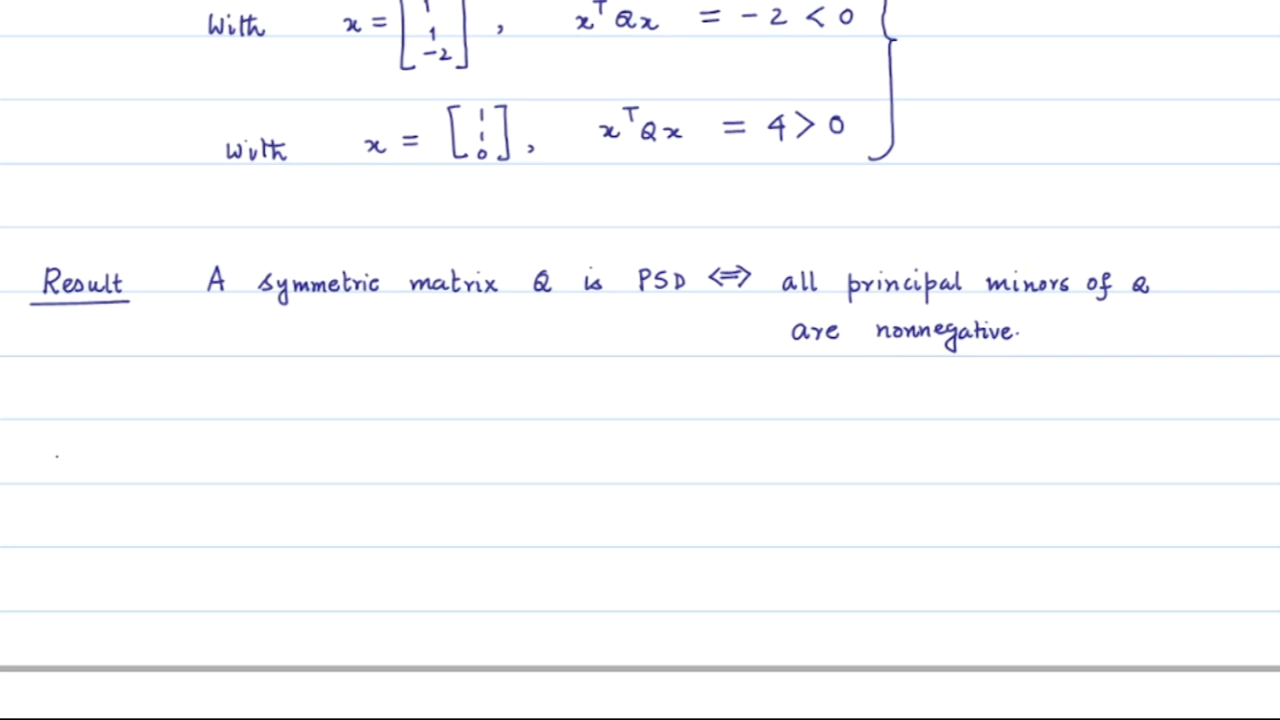 With x = [1 1 -2], xᵀQx = -2 < 0
with x = [1 1 0], xᵀQx = 4 > 0
Result A symmetric matrix Q is PSD ⇔ all principal minors of Q
are nonnegative.